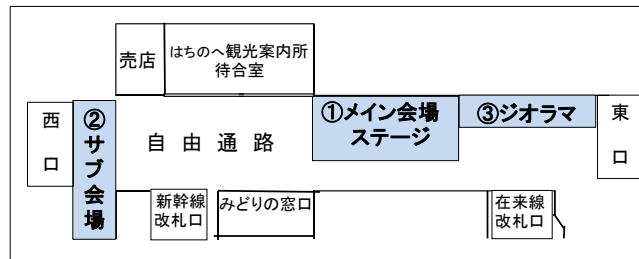 売店
はちのへ観光案内所
待合室
①メイン会場
ステージ
③ジオラマ
東口
西口
②サブ会場
自由通路
新幹線
改札口
みどりの窓口
在来線
改札口